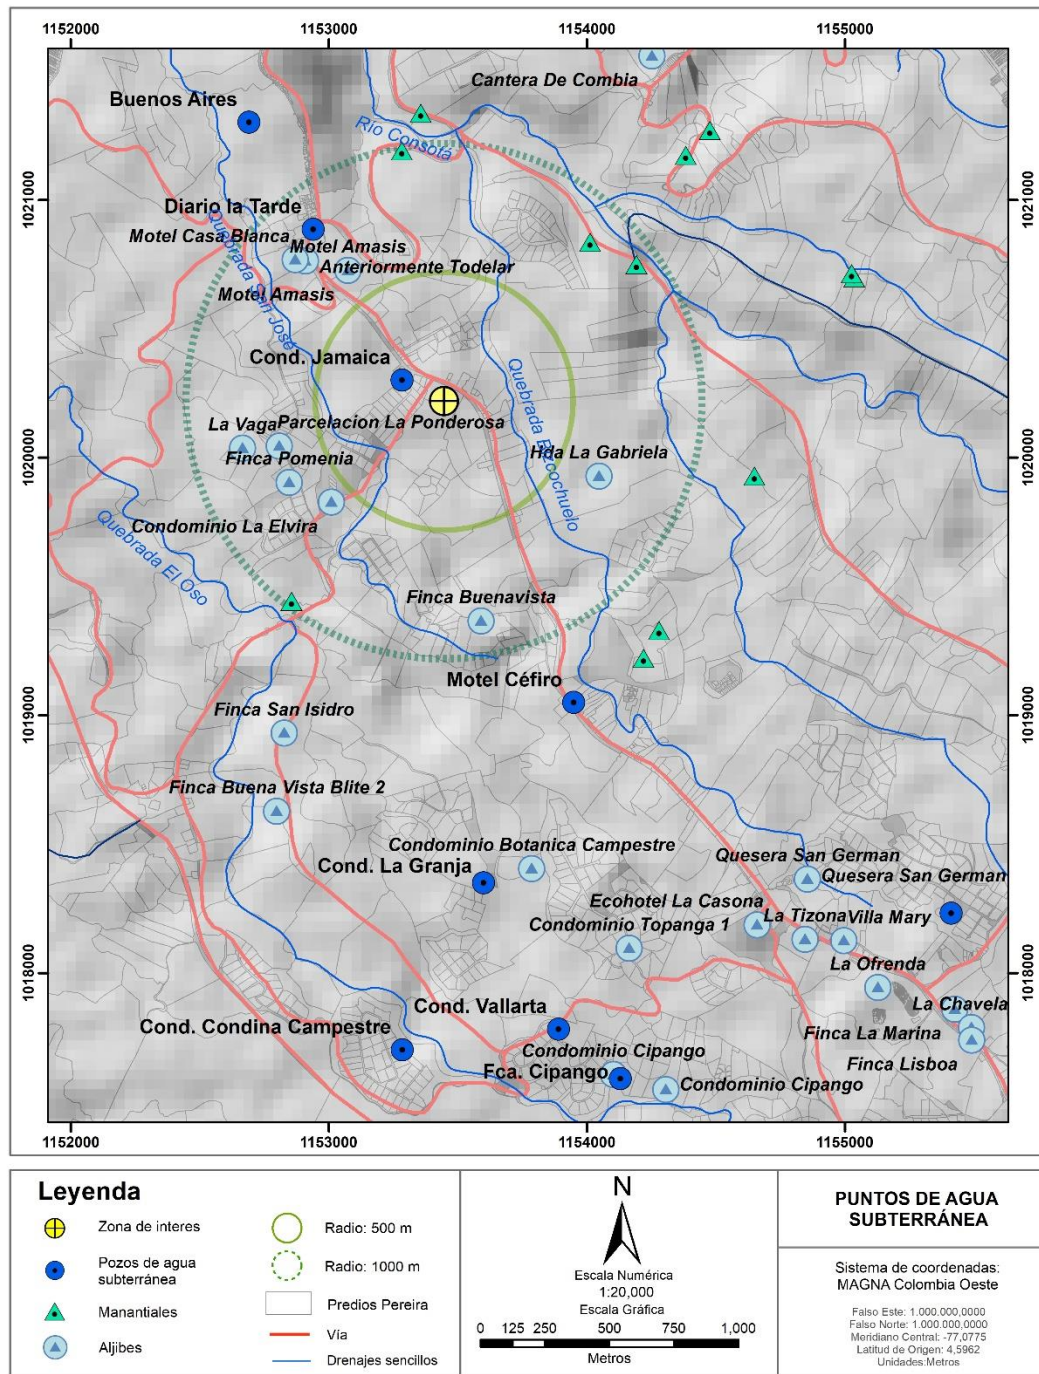 1152000
1153000
1154000
1155000
Cantera De Combia
Buenos Aires
Río Consotá
1021000
1021000
Diario la Tarde
Motel Casa Blanca
Motel Amasis
Anteriormente Todelar
Motel Amasis
Quebrada San José
Cond. Jamaica
Quebrada Bizcochuelo
La Vaga
Parcelacion La Ponderosa
Hda La Gabriela
Finca Pomenia
1020000
1020000
Condominio La Elvira
Quebrada El Oso
Finca Buenavista
Motel Céfiro
Finca San Isidro
1019000
1019000
Finca Buena Vista Blite 2
Condominio Botanica Campestre
Cond. La Granja
Quesera San German
Quesera San German
Ecohotel La Casona
La Tizona
Villa Mary
Condominio Topanga 1
1018000
1018000
La Ofrenda
Cond. Vallarta
La Chavela
Cond. Condina Campestre
Finca La Marina
Condominio Cipango
Fca. Cipango
Finca Lisboa
Condominio Cipango
1152000
1153000
1154000
1155000
Leyenda
Zona de interes
Pozos de agua
subterránea
Manantiales
Aljibes
Radio: 500 m
Radio: 1000 m
Predios Pereira
Vía
Drenajes sencillos
N
Escala Numérica
1:20,000
Escala Gráfica
0 125 250 500 750 1,000
Metros
PUNTOS DE AGUA
SUBTERRÁNEA
Sistema de coordenadas:
MAGNA Colombia Oeste
Falso Este: 1.000.000,0000
Falso Norte: 1.000.000,0000
Meridiano Central: -77,0775
Latitud de Origen: 4,5962
Unidades:Metros